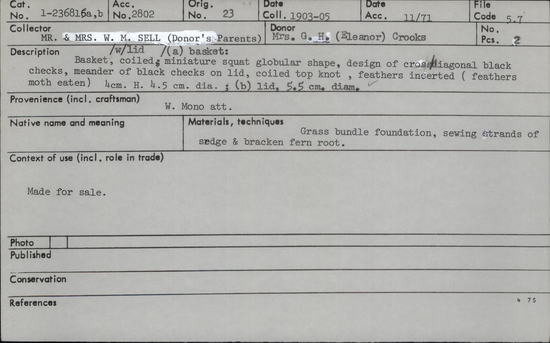 Cat. No. 1-236816a,b Acc. No. 2802 Orig. No. 23 Date Coll. 1903-05 Date Acc. 11/71 File Code 5.7
Collector MR. & MRS. W. M. SELL (Donor's Parents) Donor Mrs. G. H. (Eleanor) Crooks No. Pcs. 2
Description /w/lid /(a) basket:
Basket, coiled; miniature squat globular shape, design of cross/diagonal black
checks, meander of black checks on lid, coiled top knot , feathers incerted ( feathers
moth eaten) 4cm. H. 4.5 cm. dia. ; (b) lid, 5.5 cm. diam.
Provenience (incl. craftsman)
W. Mono att.
Native name and meaning
Materials, techniques Grass bundle foundation, sewing strands of
sedge & bracken fern root.
Context of use (incl. role in trade)
Made for sale.
Photo
Published
Conservation
References
4 75